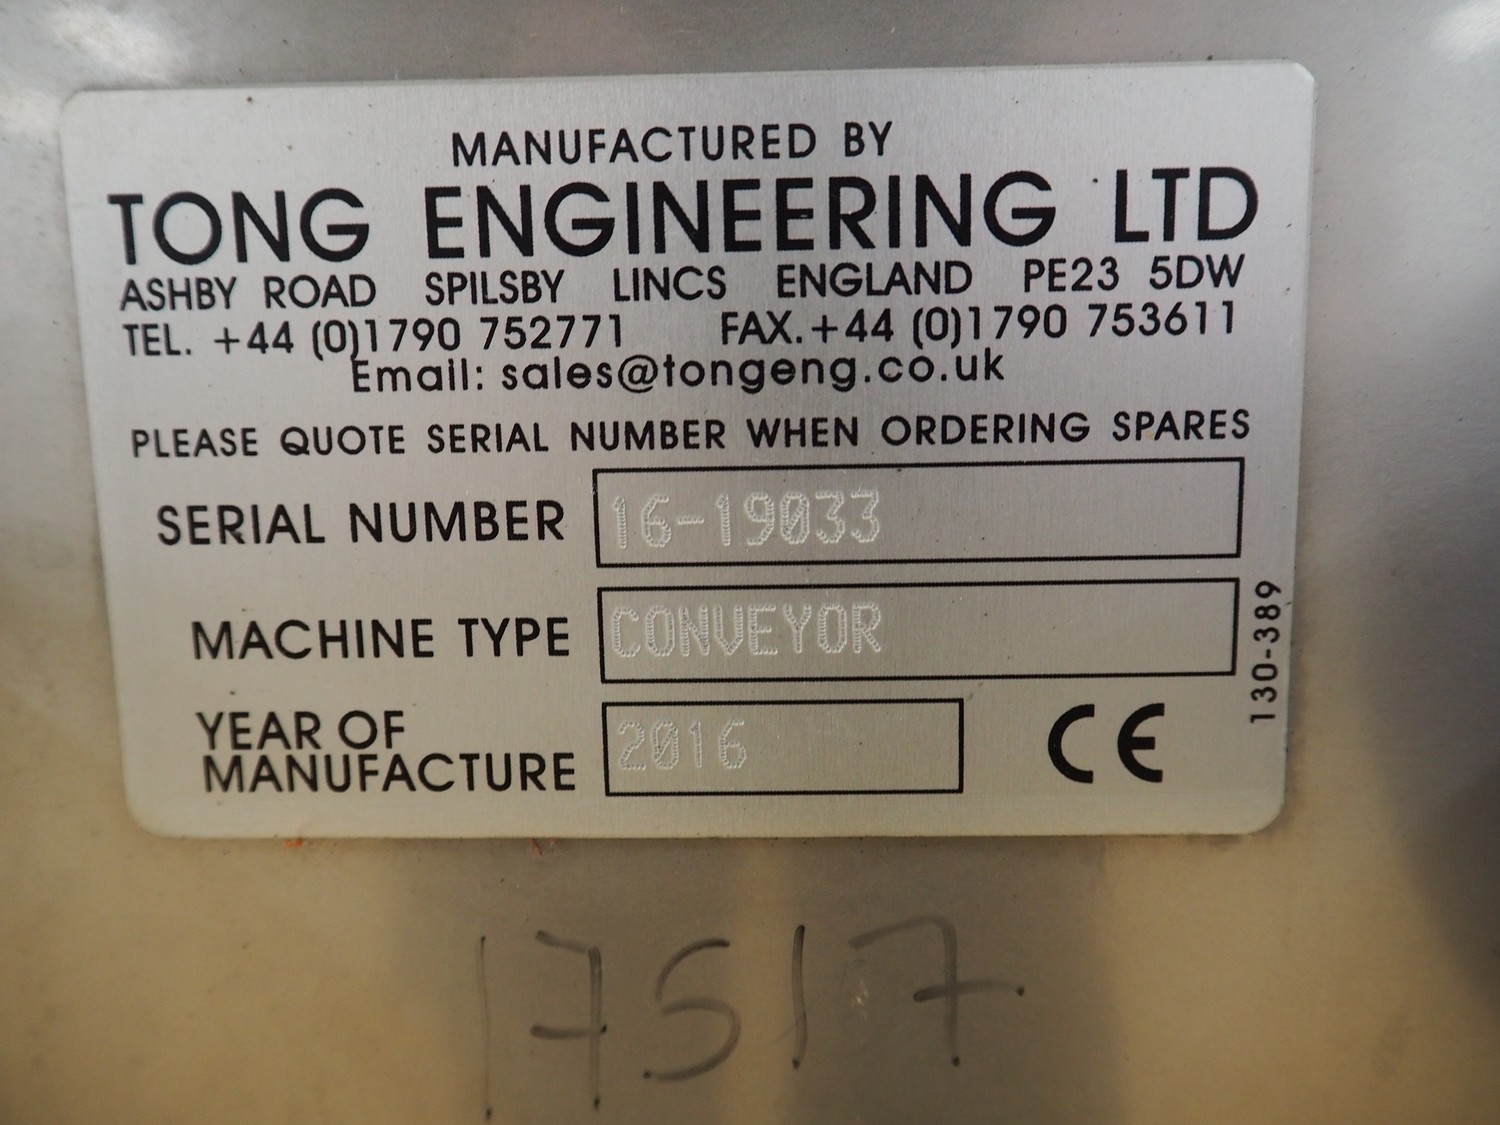 MANUFACTURED BY
TONG ENGINEERING LTD
ASHBY ROAD SPILSBY LINCS ENGLAND PE23 5DW
TEL. +44 (0)1790 752771 FAX. +44 (0)1790 753611
Email: sales@tongeng.co.uk
PLEASE QUOTE SERIAL NUMBER WHEN ORDERING SPARES
SERIAL NUMBER 16-19033
MACHINE TYPE CONVEYOR
YEAR OF
MANUFACTURE 2016
CE
130-389
17517